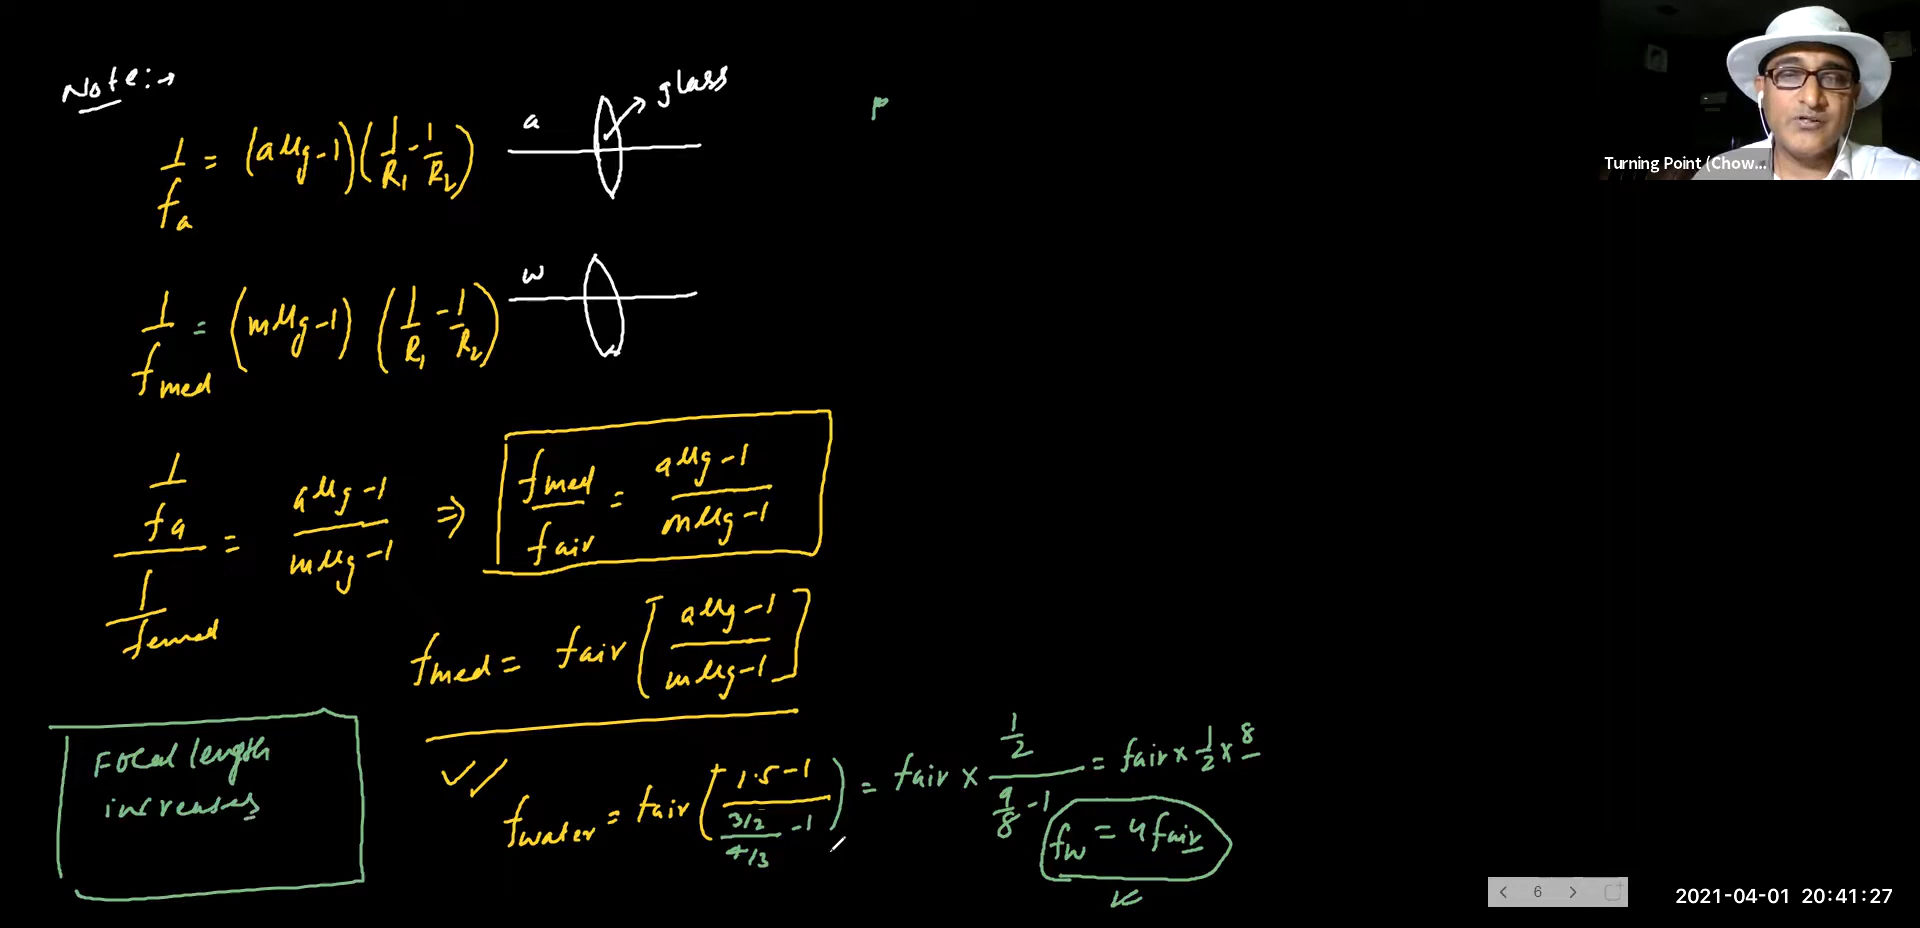 Note:→
1/fa = (aμg-1)(1/R1 - 1/R2)
a
glass
P
Turning Point (Chow...
1/fmed = (mμg-1) (1/R1 - 1/R2)
w
(1/fa)/(1/femed) = (aμg-1)/(mμg-1) ⇒ fmed/fair = (aμg-1)/(mμg-1)
fmed = fair [(aμg-1)/(mμg-1)]
Focal length
increases
fwater = fair ((1.5-1)/((3/2)/(4/3) -1)) = fair × (1/2)/(9/8 -1) = fair × 1/2 × 8
fw = 4 fair
6
2021-04-01 20:41:27